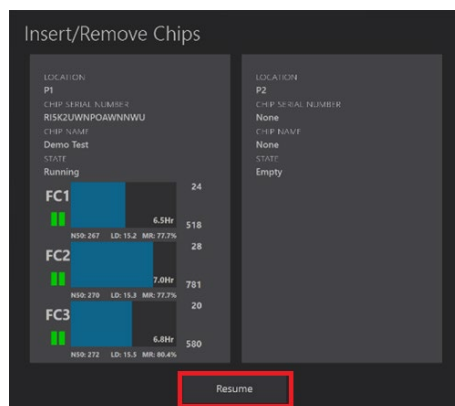 Insert/Remove Chips
LOCATION
P1
CHIP SERIAL NUMBER
RI5K2UWNPOAWNNWU
CHIP NAME
Demo Test
STATE
Running
FC1
24
6.5Hr
518
N50: 267 LD: 15.2 MR: 77.7%
FC2
28
7.0Hr
781
N50: 270 LD: 15.3 MR: 77.7%
FC3
20
6.8Hr
580
N50: 272 LD: 15.5 MR: 80.4%
LOCATION
P2
CHIP SERIAL NUMBER
None
CHIP NAME
None
STATE
Empty
Resume